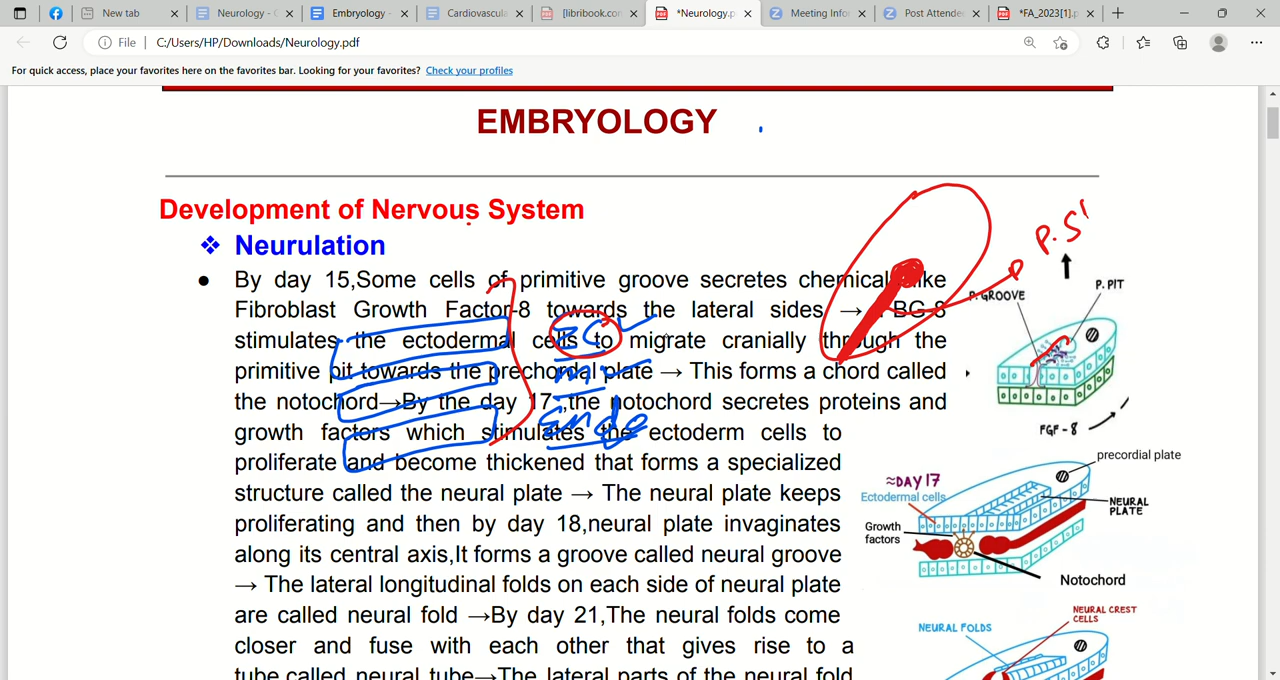 New tab
Neurology - C
Embryology -
Cardiovascula
[libribook.con
*Neurology.p
Meeting Infor
Post Attende
*FA_2023[1].p
File C:/Users/HP/Downloads/Neurology.pdf
For quick access, place your favorites here on the favorites bar. Looking for your favorites? Check your profiles
EMBRYOLOGY
Development of Nervous System
❖ Neurulation
● By day 15,Some cells of primitive groove secretes chemical like
Fibroblast Growth Factor-8 towards the lateral sides → FBG-8
stimulates the ectodermal cells to migrate cranially through the
primitive pit towards the prechordal plate → This forms a chord called
the notochord→By the day 17,the notochord secretes proteins and
growth factors which stimulates the ectoderm cells to
proliferate and become thickened that forms a specialized
structure called the neural plate → The neural plate keeps
proliferating and then by day 18,neural plate invaginates
along its central axis,It forms a groove called neural groove
→ The lateral longitudinal folds on each side of neural plate
are called neural fold →By day 21,The neural folds come
closer and fuse with each other that gives rise to a
tube called neural tube→The lateral parts of the neural fold
P.S
P. PIT
P. GROOVE
FGF-8
precordial plate
≈DAY 17
Ectodermal cells
NEURAL
PLATE
Growth
factors
Notochord
NEURAL CREST
CELLS
NEURAL FOLDS
EC
M
endo